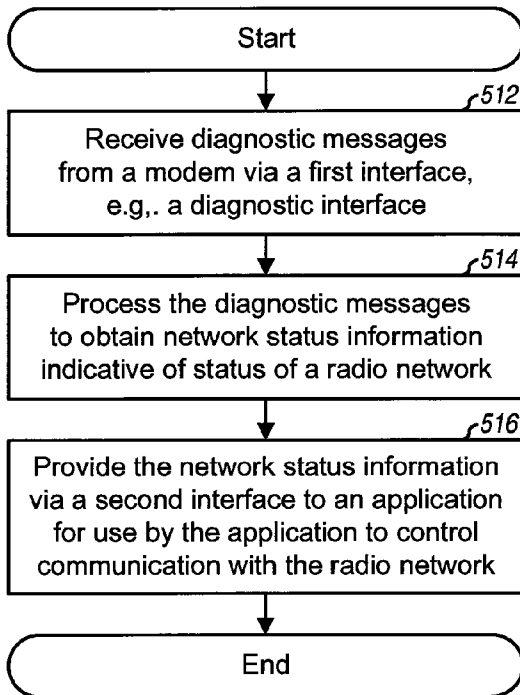 Start
512
Receive diagnostic messages
from a modem via a first interface,
e.g,. a diagnostic interface
514
Process the diagnostic messages
to obtain network status information
indicative of status of a radio network
516
Provide the network status information
via a second interface to an application
for use by the application to control
communication with the radio network
End